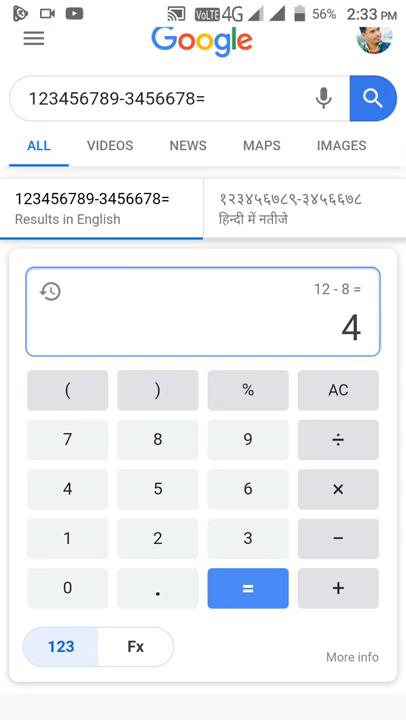 VoLTE 4G 56% 2:33 PM
Google
123456789-3456678=
ALL VIDEOS NEWS MAPS IMAGES
123456789-3456678= १२३४५६७८९-३४५६६७८
Results in English हिन्दी में नतीजे
12 - 8 =
4
( ) % AC
7 8 9 ÷
4 5 6 ×
1 2 3 −
0 . = +
123 Fx
More info